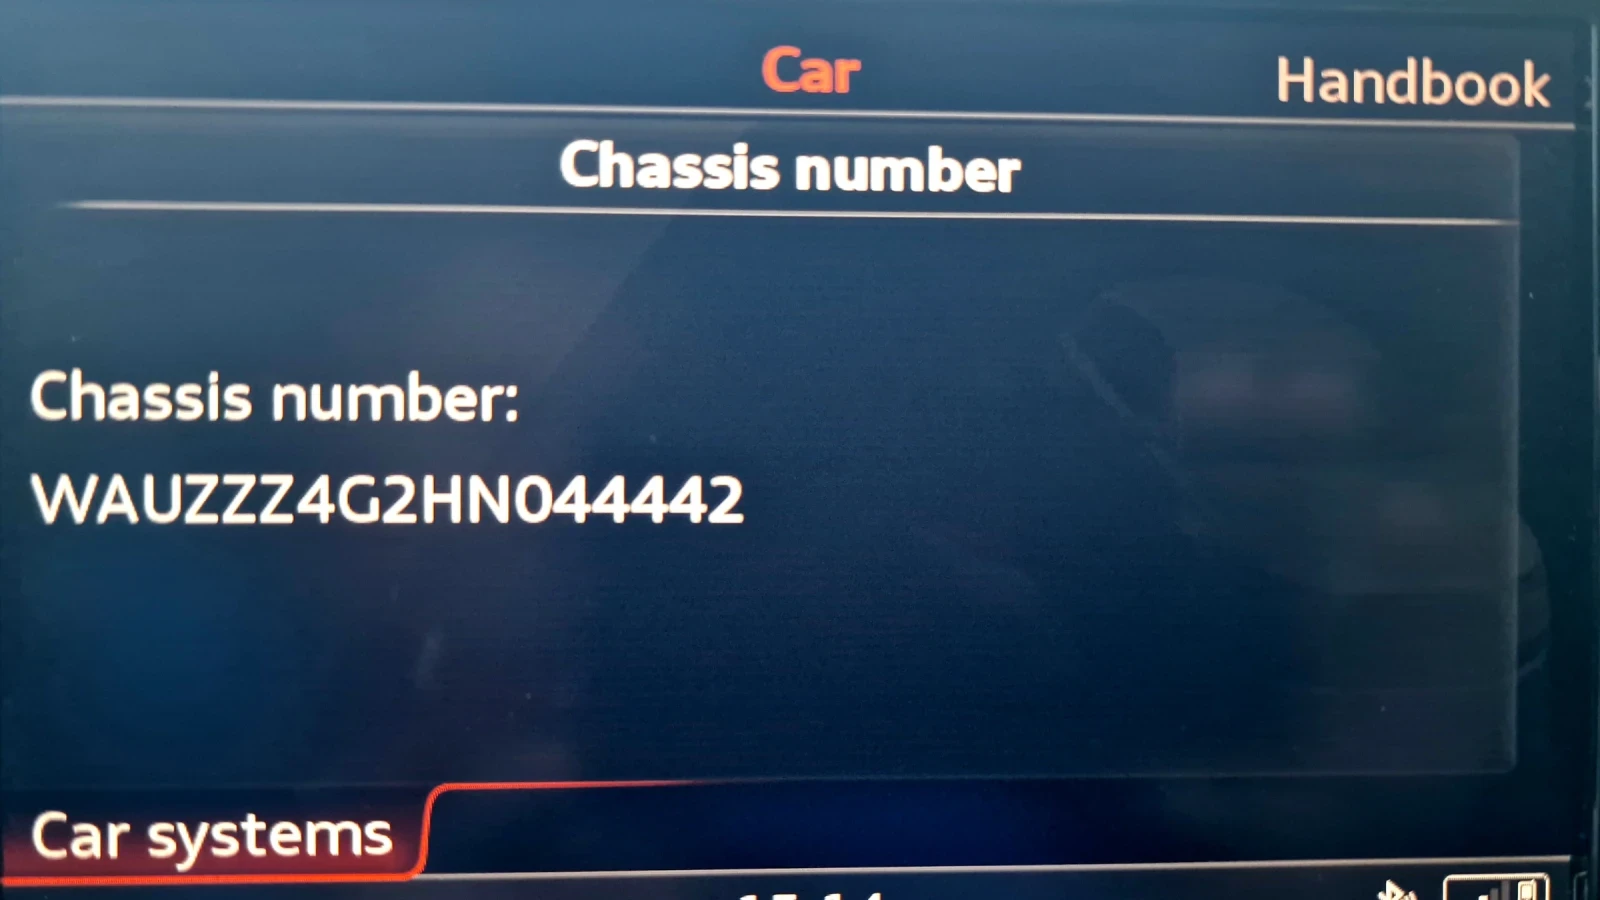 Car
Handbook
Chassis number
Chassis number:
WAUZZZ4G2HN044442
Car systems